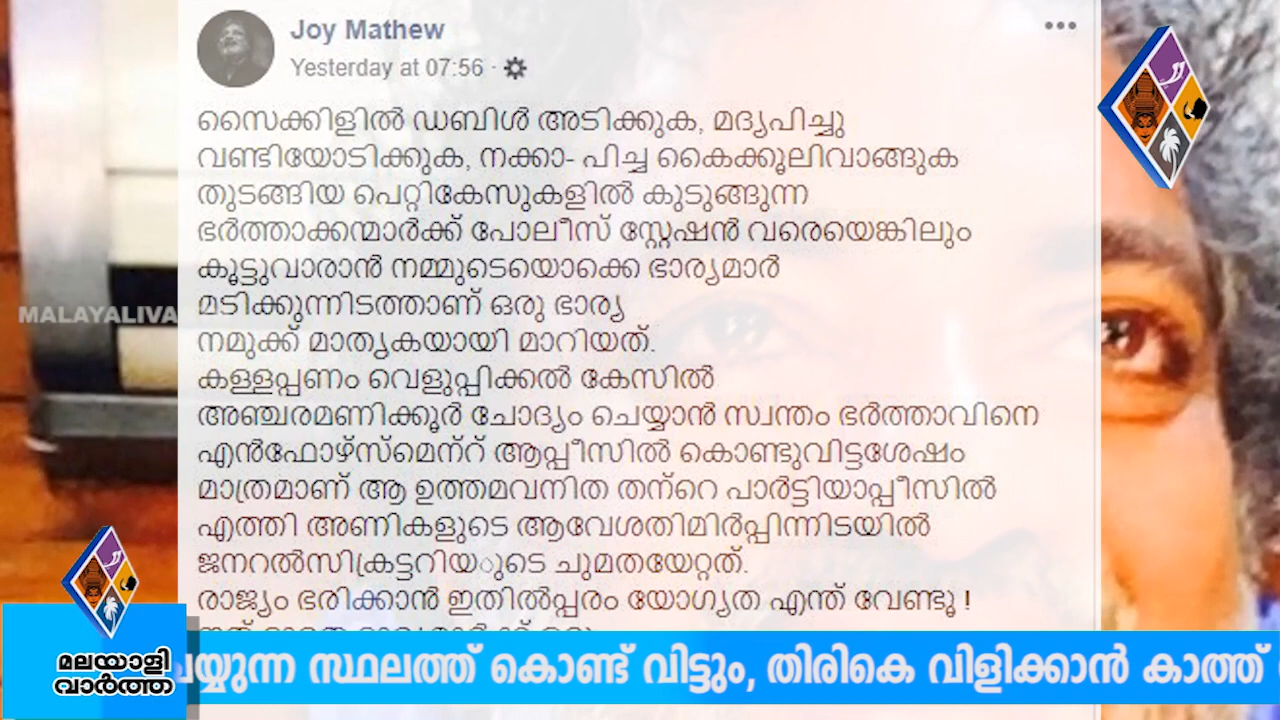 Joy Mathew
Yesterday at 07:56 ·
സൈക്കിളിൽ ഡബിൾ അടിക്കുക, മദ്യപിച്ചു
വണ്ടിയോടിക്കുക, നക്കാ- പിച്ച കൈക്കൂലിവാങ്ങുക
തുടങ്ങിയ പെറ്റികേസുകളിൽ കുടുങ്ങുന്ന
ഭർത്താക്കന്മാർക്ക് പോലീസ് സ്റ്റേഷൻ വരെയെങ്കിലും
കൂട്ടുവാരാൻ നമ്മുടെയൊക്കെ ഭാര്യമാർ
മടിക്കുന്നിടത്താണ് ഒരു ഭാര്യ
നമുക്ക് മാതൃകയായി മാറിയത്.
കള്ളപ്പണം വെളുപ്പിക്കൽ കേസിൽ
അഞ്ചരമണിക്കൂർ ചോദ്യം ചെയ്യാൻ സ്വന്തം ഭർത്താവിനെ
എൻഫോഴ്സ്മെന്റ് ആപ്പീസിൽ കൊണ്ടുവിട്ടശേഷം
മാത്രമാണ് ആ ഉത്തമവനിത തന്റെ പാർട്ടിയാപ്പീസിൽ
എത്തി അണികളുടെ ആവേശതിമിർപ്പിന്നിടയിൽ
ജനറൽസിക്രട്ടറിയുടെ ചുമതയേറ്റത്.
രാജ്യം ഭരിക്കാൻ ഇതിൽപ്പരം യോഗ്യത എന്ത് വേണ്ടൂ !
MALAYALIVA
മലയാളി
വാർത്ത
ചെയ്യുന്ന സ്ഥലത്ത് കൊണ്ട് വിട്ടും, തിരികെ വിളിക്കാൻ കാത്ത്